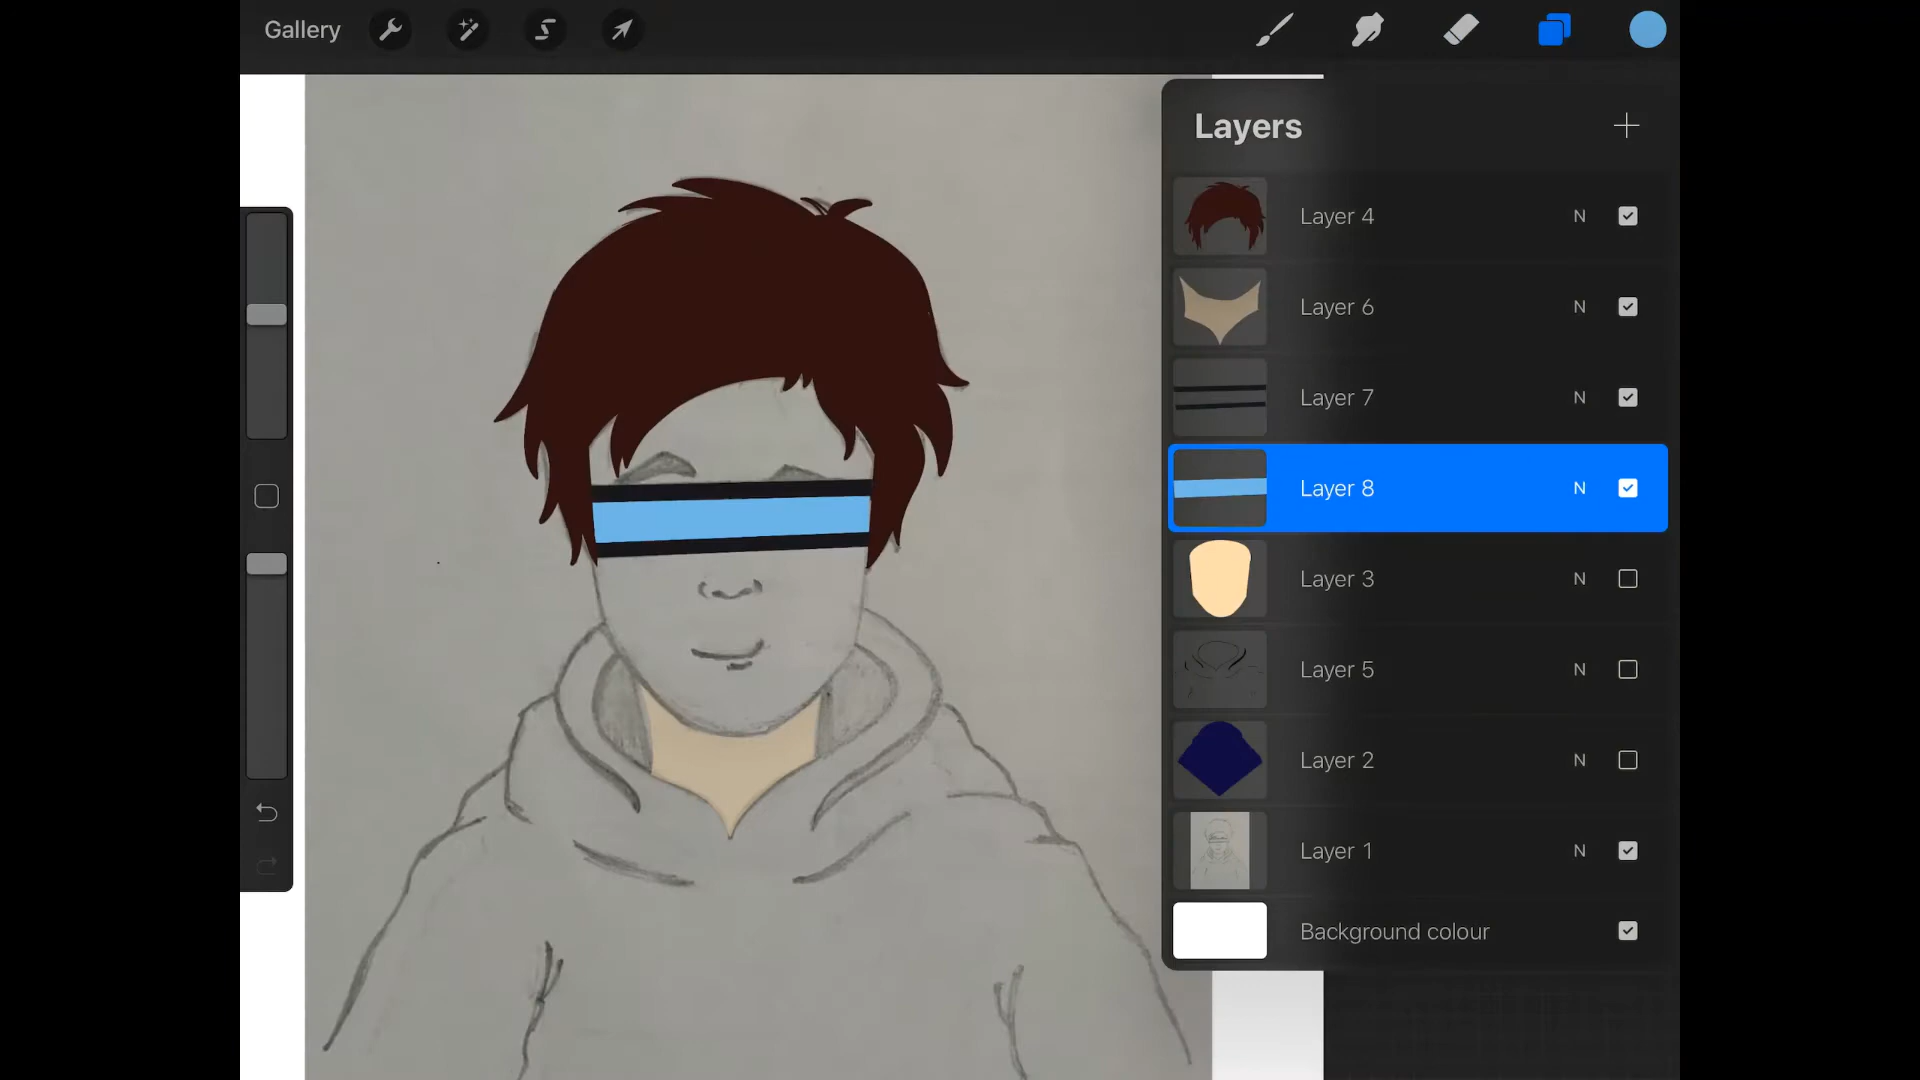 Gallery
Layers
Layer 4 N
Layer 6 N
Layer 7 N
Layer 8 N
Layer 3 N
Layer 5 N
Layer 2 N
Layer 1 N
Background colour